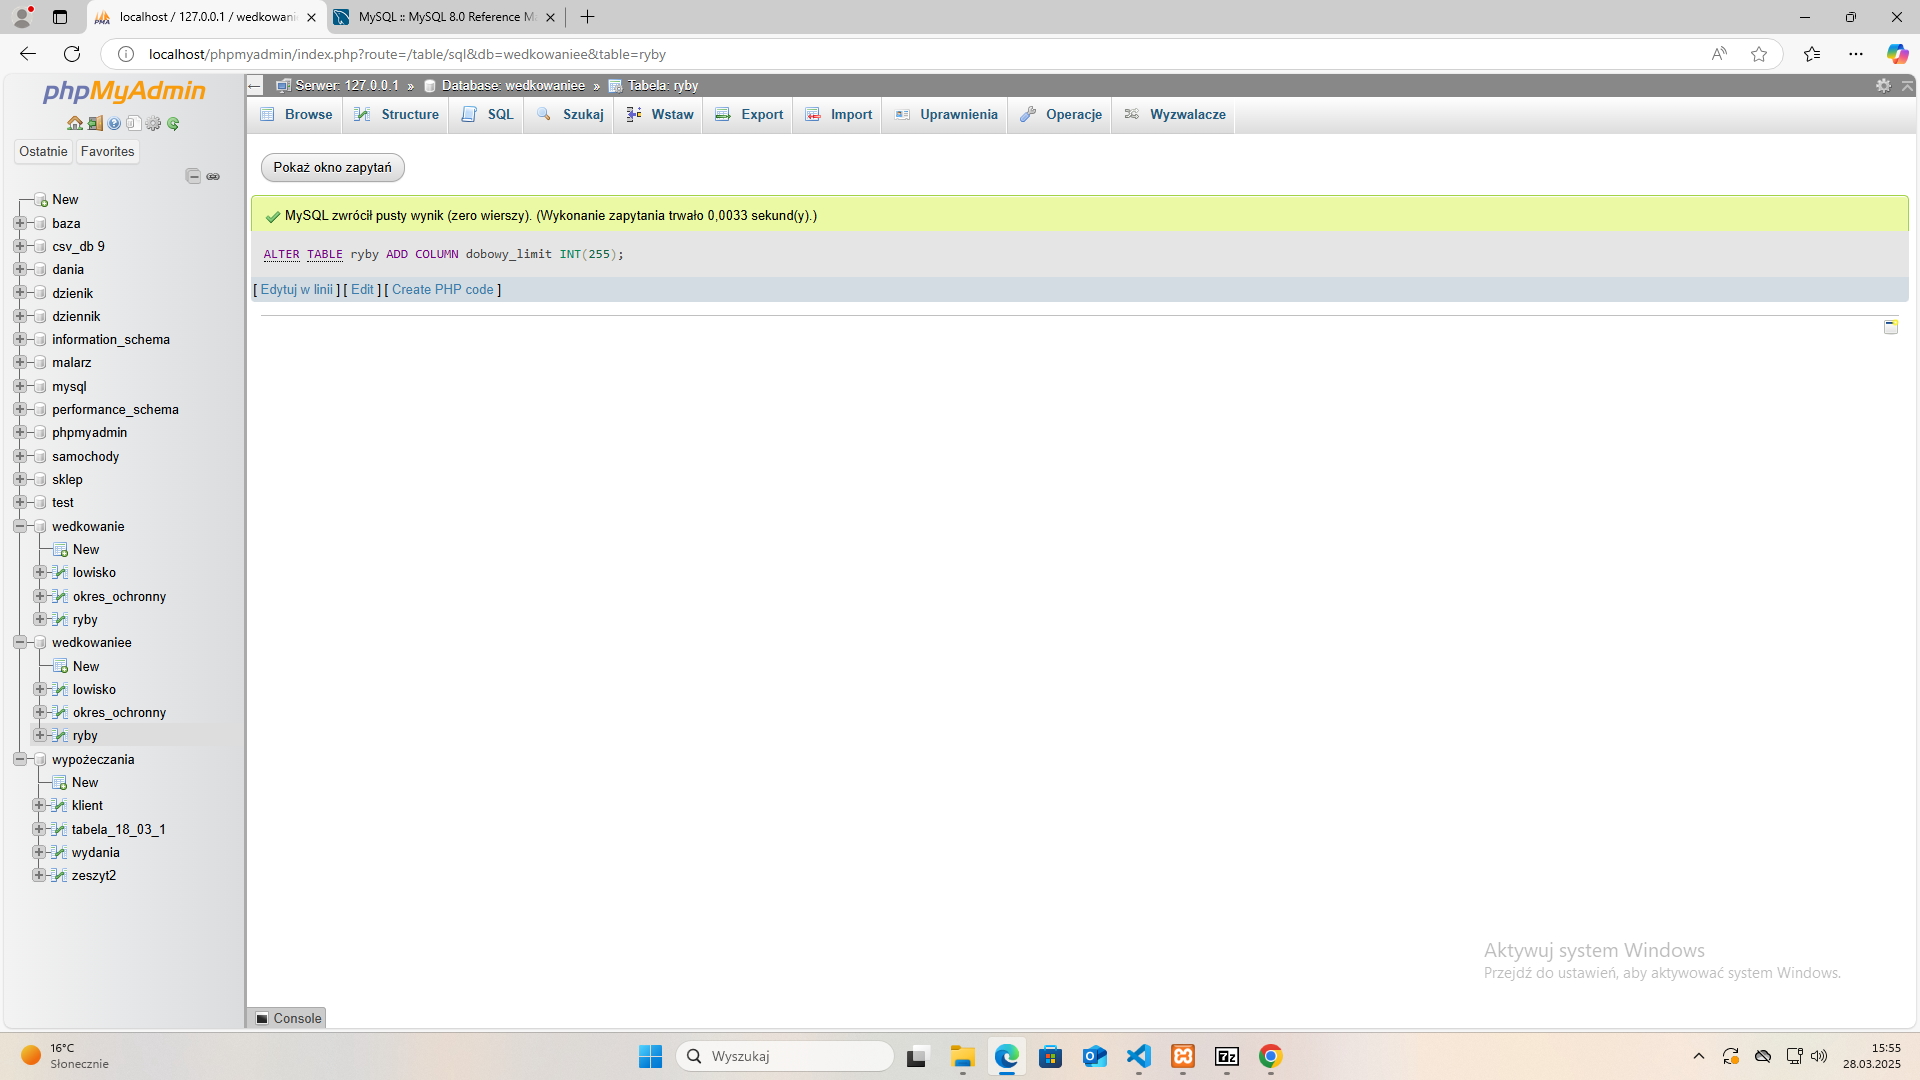 localhost / 127.0.0.1 / wedkowani
MySQL :: MySQL 8.0 Reference Ma
localhost/phpmyadmin/index.php?route=/table/sql&db=wedkowaniee&table=ryby
phpMyAdmin
Ostatnie
Favorites
New
baza
csv_db 9
dania
dzienik
dziennik
information_schema
malarz
mysql
performance_schema
phpmyadmin
samochody
sklep
test
wedkowanie
New
lowisko
okres_ochronny
ryby
wedkowaniee
New
lowisko
okres_ochronny
ryby
wypożeczania
New
klient
tabela_18_03_1
wydania
zeszyt2
Serwer: 127.0.0.1 » Database: wedkowaniee » Tabela: ryby
Browse
Structure
SQL
Szukaj
Wstaw
Export
Import
Uprawnienia
Operacje
Wyzwalacze
Pokaż okno zapytań
MySQL zwrócił pusty wynik (zero wierszy). (Wykonanie zapytania trwało 0,0033 sekund(y).)
ALTER TABLE ryby ADD COLUMN dobowy_limit INT(255);
[ Edytuj w linii ] [ Edit ] [ Create PHP code ]
Aktywuj system Windows
Przejdź do ustawień, aby aktywować system Windows.
Console
16°C
Słonecznie
Wyszukaj
15:55
28.03.2025